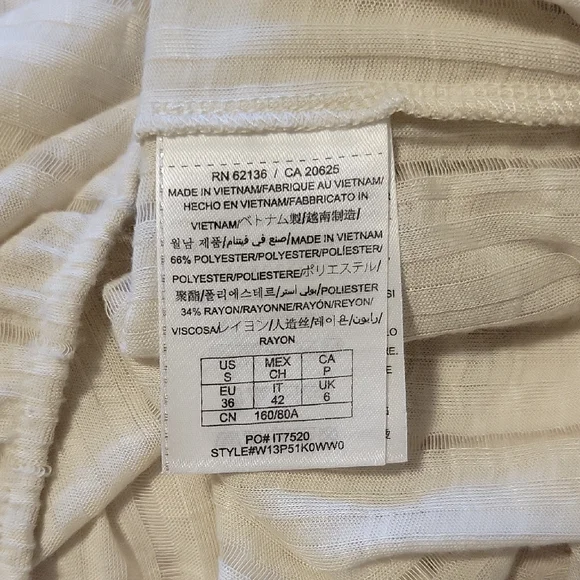 RN 62136 / CA 20625
MADE IN VIETNAM/FABRIQUE AU VIETNAM/
HECHO EN VIETNAM/FABBRICATO IN
VIETNAM/ベトナム製/越南制造/
월남 제품/صنع في فيتنام/MADE IN VIETNAM
66% POLYESTER/POLYESTER/POLIESTER/
POLYESTER/POLIESTERE/ポリエステル/
聚酯/폴리에스테르/بولي أستر/POLIESTER
34% RAYON/RAYONNE/RAYÓN/REYON/
VISCOSA/レイヨン/人造丝/레이온/رايون/
RAYON
US S MEX CH CA P
EU 36 IT 42 UK 6
CN 160/80A
PO# IT7520
STYLE#W13P51K0WW0